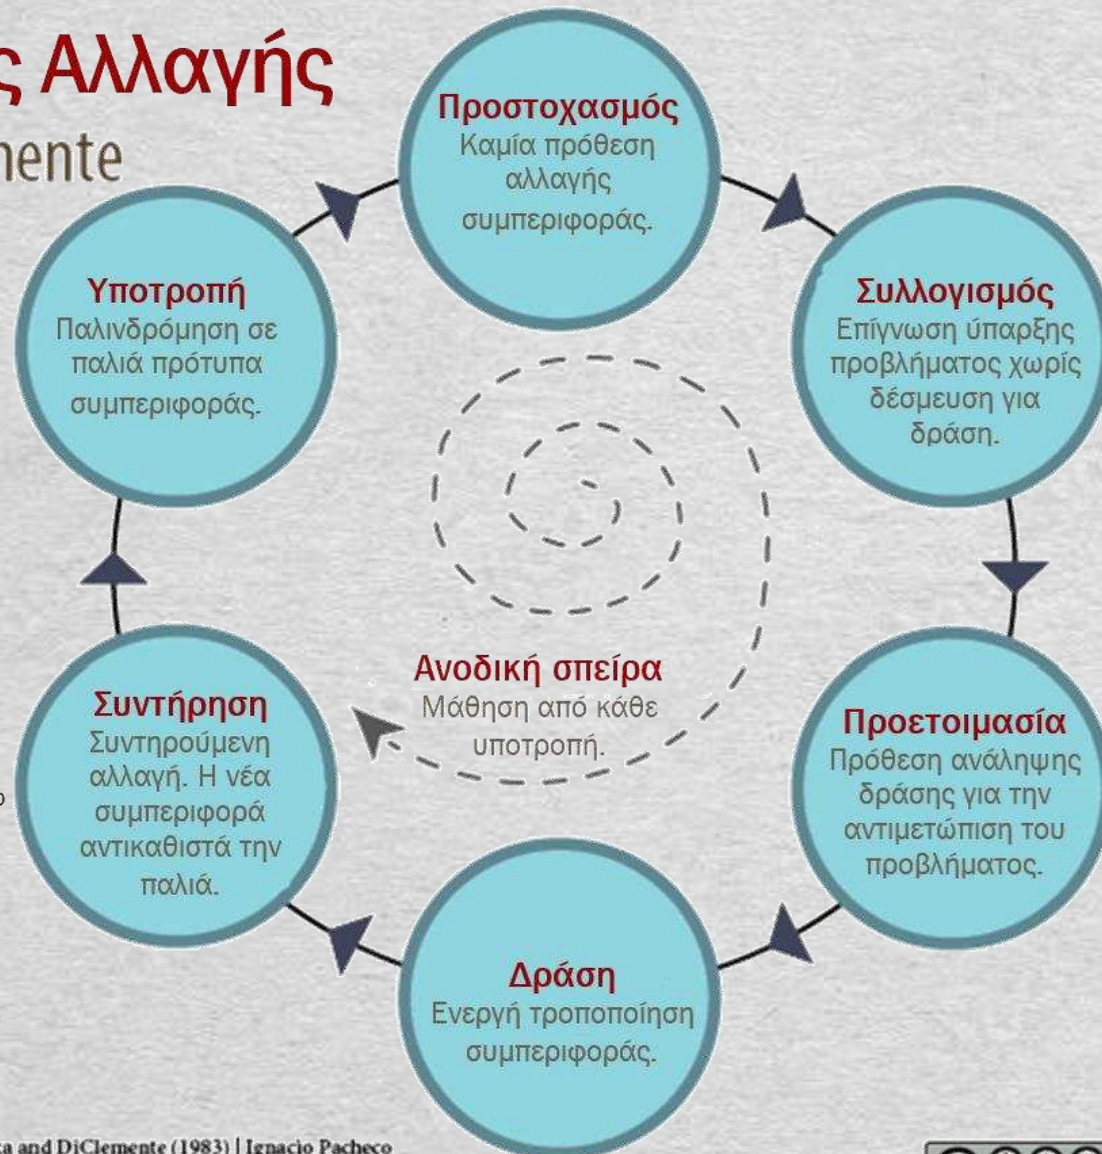 ς Αλλαγής
mente
Προστοχασμός
Καμία πρόθεση
αλλαγής
συμπεριφοράς.
Συλλογισμός
Επίγνωση ύπαρξης
προβλήματος χωρίς
δέσμευση για
δράση.
Προετοιμασία
Πρόθεση ανάληψης
δράσης για την
αντιμετώπιση του
προβλήματος.
Δράση
Ενεργή τροποποίηση
συμπεριφοράς.
Συντήρηση
Συντηρούμενη
αλλαγή. Η νέα
συμπεριφορά
αντικαθιστά την
παλιά.
Υποτροπή
Παλινδρόμηση σε
παλιά πρότυπα
συμπεριφοράς.
Ανοδική σπείρα
Μάθηση από κάθε
υποτροπή.
ka and DiClemente (1983) | Ignacio Pacheco